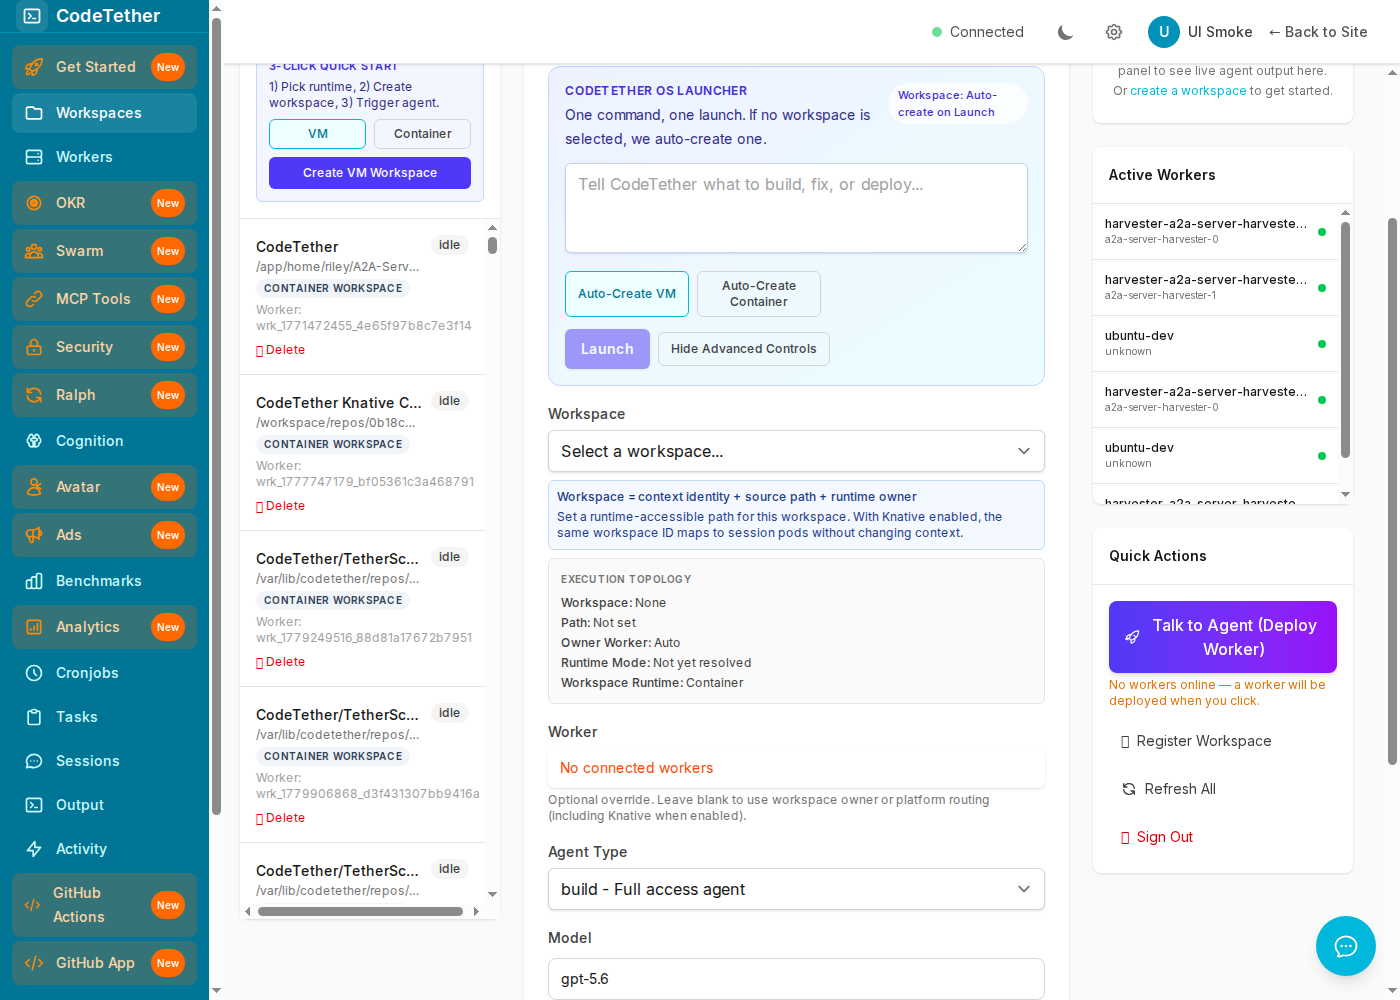 CodeTether
Get Started
New
Workspaces
Workers
OKR
New
Swarm
New
MCP Tools
New
Security
New
Ralph
New
Cognition
Avatar
New
Ads
New
Benchmarks
Analytics
New
Cronjobs
Tasks
Sessions
Output
Activity
GitHub
Actions
New
GitHub App
New
Connected
U
UI Smoke
← Back to Site
3-CLICK QUICK START
1) Pick runtime, 2) Create
workspace, 3) Trigger agent.
VM
Container
Create VM Workspace
CodeTether
idle
/app/home/riley/A2A-Serv...
CONTAINER WORKSPACE
Worker:
wrk_1771472455_4e65f97b8c7e3f14
Delete
CodeTether Knative C...
idle
/workspace/repos/0b18c...
CONTAINER WORKSPACE
Worker:
wrk_1777747179_bf05361c3a468791
Delete
CodeTether/TetherSc...
idle
/var/lib/codetether/repos/...
CONTAINER WORKSPACE
Worker:
wrk_1779249516_88d81a17672b7951
Delete
CodeTether/TetherSc...
idle
/var/lib/codetether/repos/...
CONTAINER WORKSPACE
Worker:
wrk_1779906868_d3f431307bb9416a
Delete
CodeTether/TetherSc...
idle
/var/lib/codetether/repos/...
CODETETHER OS LAUNCHER
One command, one launch. If no workspace is
selected, we auto-create one.
Workspace: Auto-
create on Launch
Tell CodeTether what to build, fix, or deploy...
Auto-Create VM
Auto-Create
Container
Launch
Hide Advanced Controls
Workspace
Select a workspace...
Workspace = context identity + source path + runtime owner
Set a runtime-accessible path for this workspace. With Knative enabled, the
same workspace ID maps to session pods without changing context.
EXECUTION TOPOLOGY
Workspace: None
Path: Not set
Owner Worker: Auto
Runtime Mode: Not yet resolved
Workspace Runtime: Container
Worker
No connected workers
Optional override. Leave blank to use workspace owner or platform routing
(including Knative when enabled).
Agent Type
build - Full access agent
Model
gpt-5.6
panel to see live agent output here.
Or create a workspace to get started.
Active Workers
harvester-a2a-server-harveste...
a2a-server-harvester-0
harvester-a2a-server-harveste...
a2a-server-harvester-1
ubuntu-dev
unknown
harvester-a2a-server-harveste...
a2a-server-harvester-0
ubuntu-dev
unknown
harvester-a2a-server-harveste...
Quick Actions
Talk to Agent (Deploy
Worker)
No workers online — a worker will be
deployed when you click.
Register Workspace
Refresh All
Sign Out